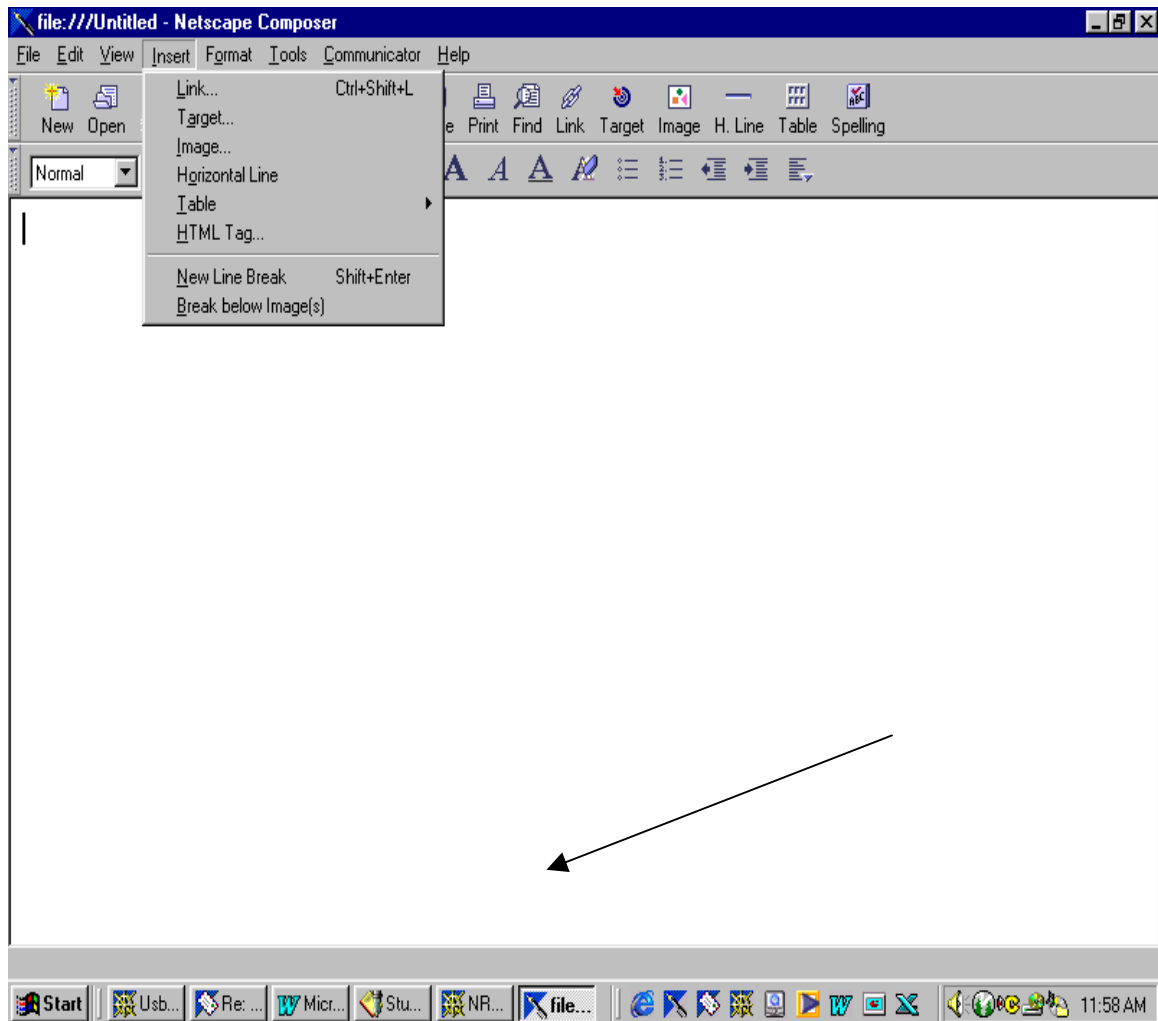 file:///Untitled - Netscape Composer
File Edit View Insert Format Tools Communicator Help
Link... Ctrl+Shift+L
Target...
Image...
Horizontal Line
Table
HTML Tag...
New Line Break Shift+Enter
Break below Image(s)
New Open Print Find Link Target Image H. Line Table Spelling
Normal
Start Usb... Re: ... Micr... Stu... NR... file... 11:58 AM